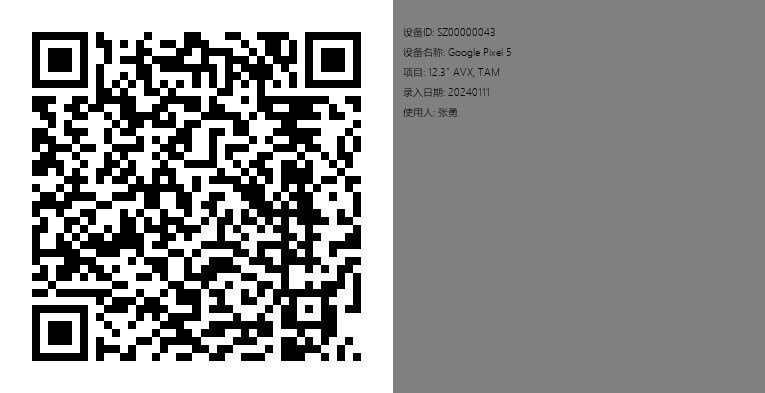 设备ID: SZ00000043
设备名称: Google Pixel 5
项目: 12.3" AVX, TAM
录入日期: 20240111
使用人: 张勇